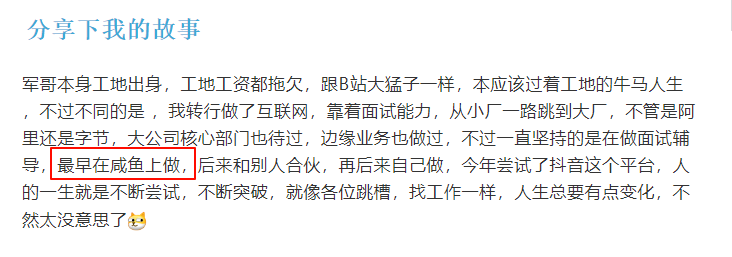 分享下我的故事
军哥本身工地出身，工地工资都拖欠，跟B站大猛子一样，本应该过着工地的牛马人生
，不过不同的是 ，我转行做了互联网，靠着面试能力，从小厂一路跳到大厂，不管是阿
里还是字节，大公司核心部门也待过，边缘业务也做过，不过一直坚持的是在做面试辅
导，最早在咸鱼上做，后来和别人合伙，再后来自己做，今年尝试了抖音这个平台，人
的一生就是不断尝试，不断突破，就像各位跳槽，找工作一样，人生总要有点变化，不
然太没意思了